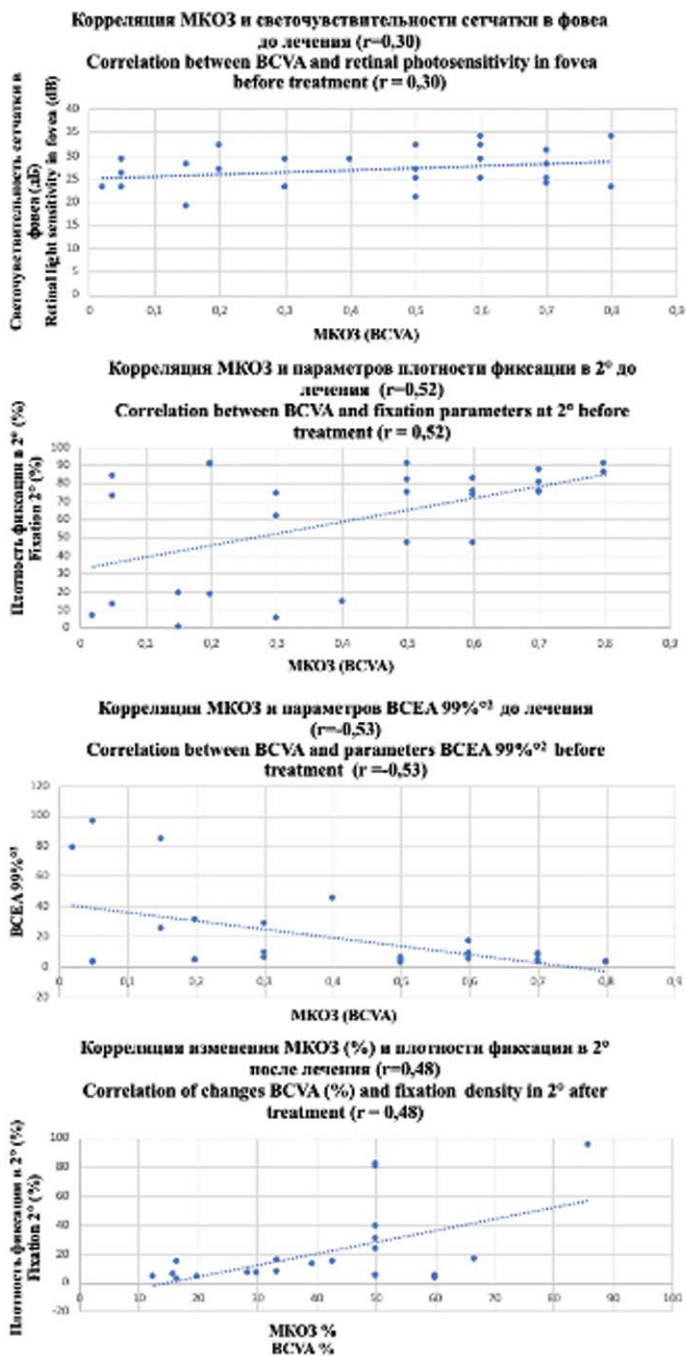 Корреляция МКОЗ и светочувствительности сетчатки в фовеа
до лечения (r=0,30)
Correlation between BCVA and retinal photosensitivity in fovea
before treatment (r = 0,30)
Светочувствительность сетчатки в
фовеа (дБ)
Retinal light sensitivity in fovea (dB)
40
35
30
25
20
15
10
5
0
0 0,1 0,2 0,3 0,4 0,5 0,6 0,7 0,8 0,9
МКОЗ (BCVA)
Корреляция МКОЗ и параметров плотности фиксации в 2° до
лечения (r=0,52)
Correlation between BCVA and fixation parameters at 2° before
treatment (r = 0,52)
Плотность фиксации в 2° (%)
Fixation 2° (%)
100
90
80
70
60
50
40
30
20
10
0
0 0,1 0,2 0,3 0,4 0,5 0,6 0,7 0,8 0,9
МКОЗ (BCVA)
Корреляция МКОЗ и параметров BCEA 99%°² до лечения
(r=-0,53)
Correlation between BCVA and parameters BCEA 99%°² before
treatment (r =-0,53)
BCEA 99%°²
120
100
80
60
40
20
0
-20
0 0,1 0,2 0,3 0,4 0,5 0,6 0,7 0,8 0,9
МКОЗ (BCVA)
Корреляция изменения МКОЗ (%) и плотности фиксации в 2°
после лечения (r=0,48)
Correlation of changes BCVA (%) and fixation density in 2° after
treatment (r = 0,48)
Плотность фиксации в 2° (%)
Fixation 2° (%)
100
80
60
40
20
0
-20
0 10 20 30 40 50 60 70 80 90 100
МКОЗ %
BCVA %